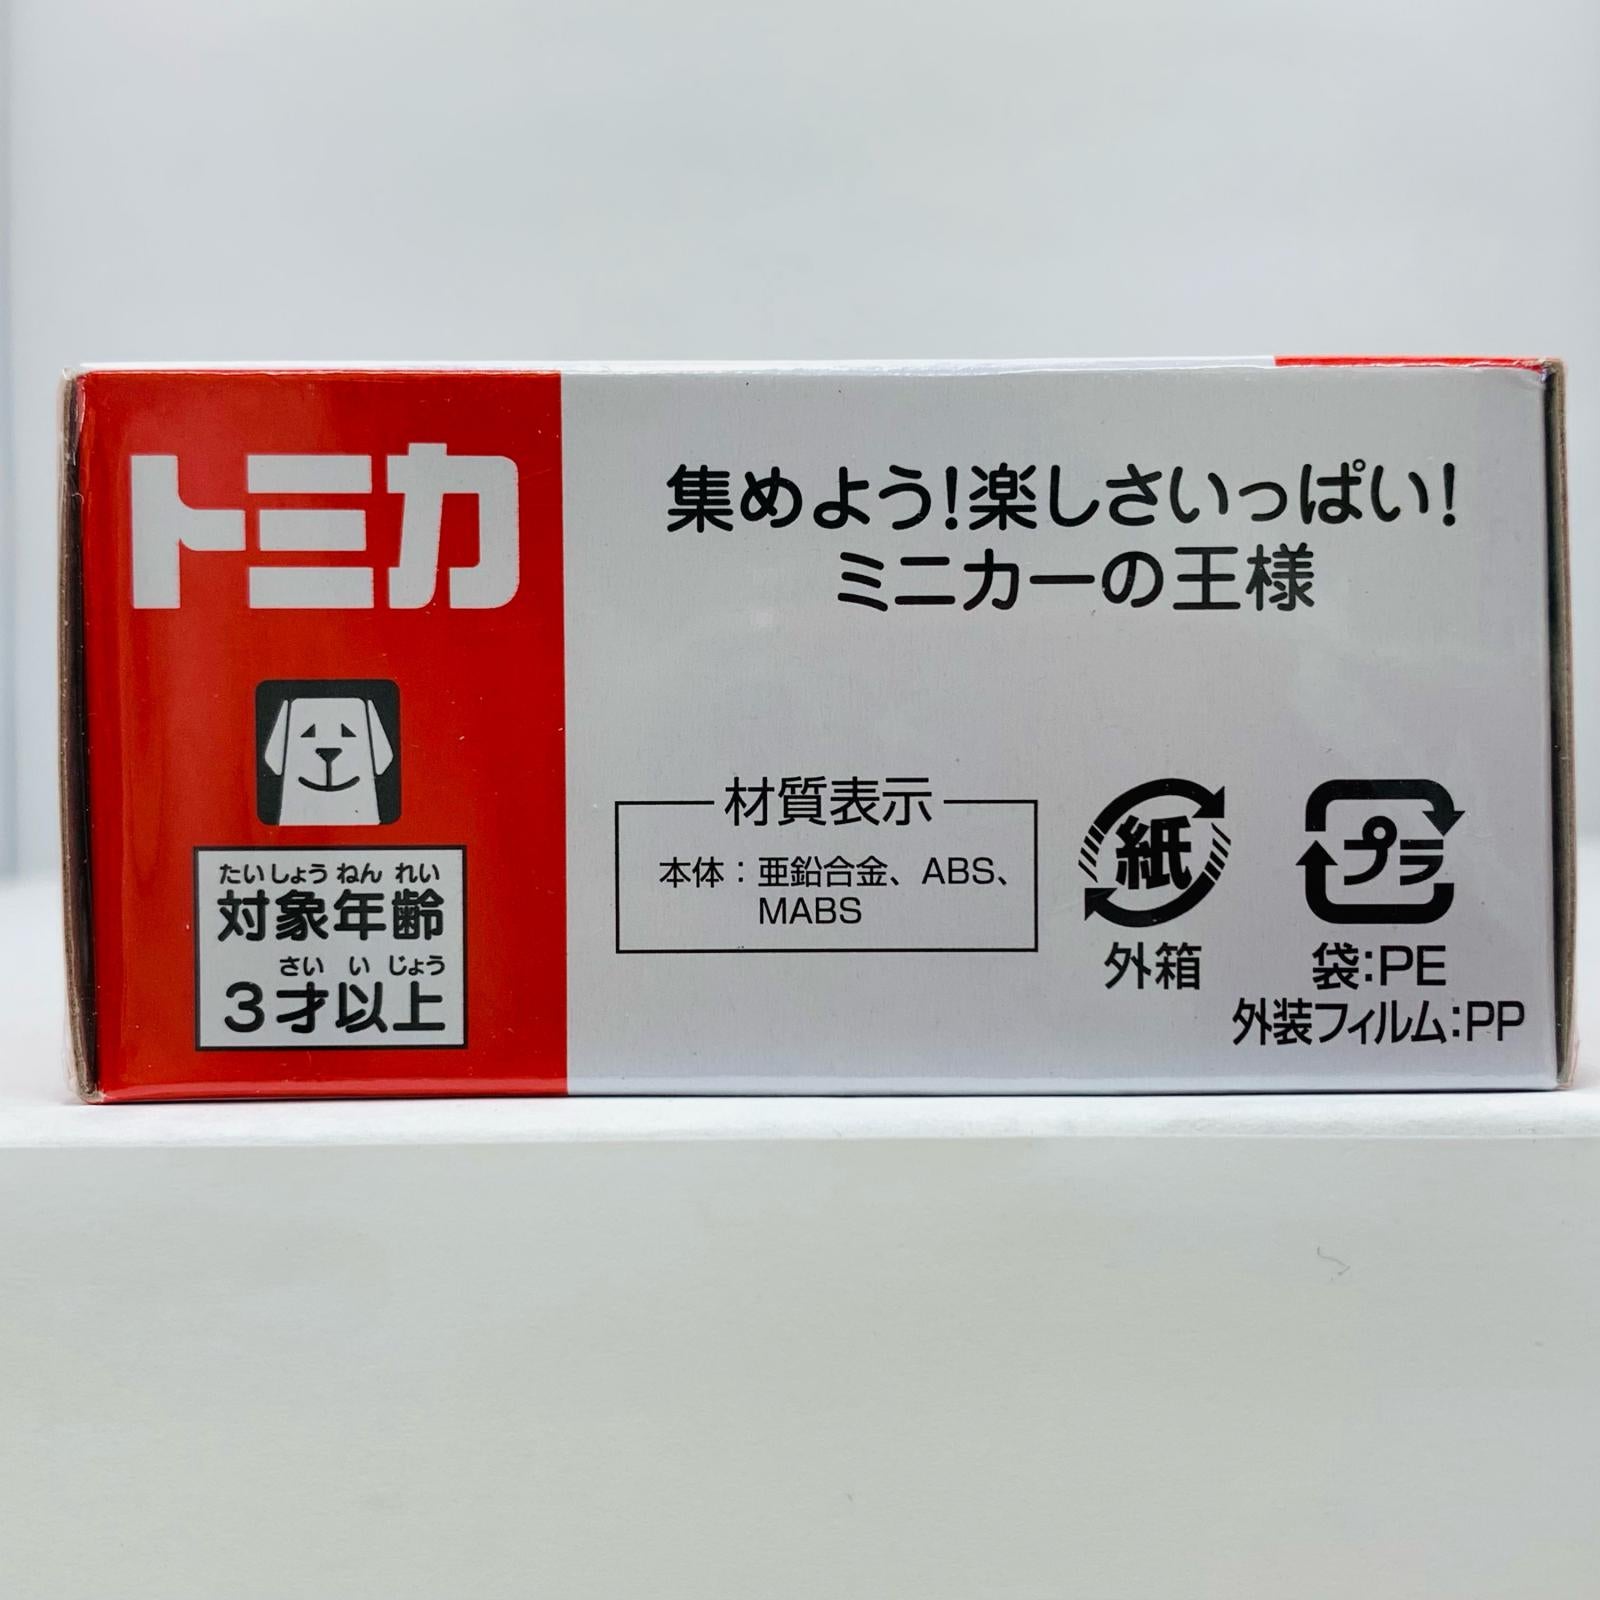 トミカ
たいしょうねんれい
対象年齢
さいいじょう
3才以上
集めよう!楽しさいっぱい!
ミニカーの王様
材質表示
本体：亜鉛合金、ABS、
MABS
紙
外箱
プラ
袋:PE
外装フィルム:PP